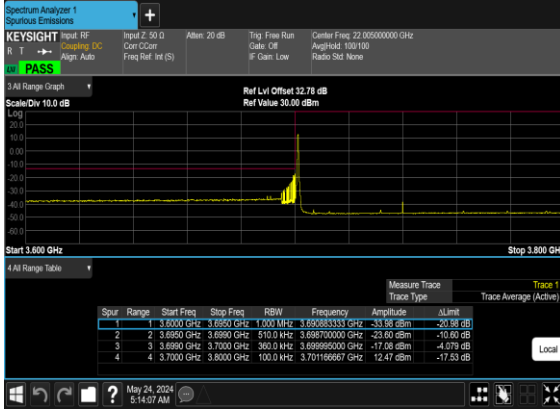 Spectrum Analyzer 1
Spurious Emissions
+
KEYSIGHT Input: RF Input Z: 50 Ω Atten: 20 dB Trig: Free Run Center Freq: 22.005000000 GHz
R T Coupling: DC Corr CCorr Gate: Off Avg|Hold: 100/100
Align: Auto Freq Ref: Int (S) IF Gain: Low Radio Std: None
PASS
3 All Range Graph
Ref Lvl Offset 32.78 dB
Scale/Div 10.0 dB Ref Value 30.00 dBm
Log
20.0
10.0
0.00
-10.0
-20.0
-30.0
-40.0
-50.0
-60.0
Start 3.600 GHz Stop 3.800 GH
4 All Range Table
Measure Trace Trace 1
Trace Type Trace Average (Active)
Spur Range Start Freq Stop Freq RBW Frequency Amplitude ΔLimit
1 1 3.6000 GHz 3.6950 GHz 1.000 MHz 3.690883333 GHz -33.98 dBm -20.98 dB
2 2 3.6950 GHz 3.6990 GHz 510.0 kHz 3.698700000 GHz -23.60 dBm -10.60 dB
3 3 3.6990 GHz 3.7000 GHz 360.0 kHz 3.699995000 GHz -17.08 dBm -4.079 dB
4 4 3.7000 GHz 3.8000 GHz 100.0 kHz 3.701166667 GHz 12.47 dBm -17.53 dB
Local
? May 24, 2024
5:14:07 AM